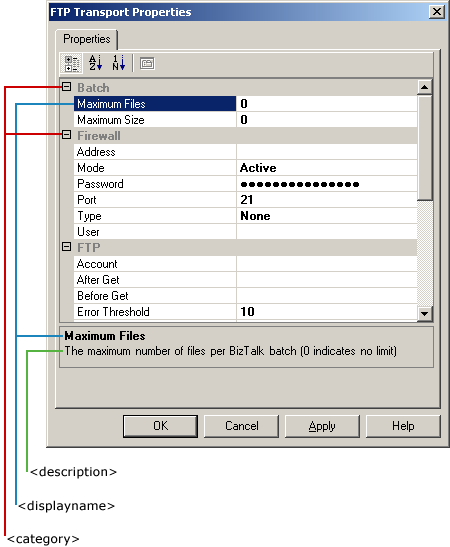 FTP Transport Properties
Properties
A
Z
1
N
Batch
Maximum Files 0
Maximum Size 0
Firewall
Address
Mode Active
Password ●●●●●●●●●●●●●●●
Port 21
Type None
User
FTP
Account
After Get
Before Get
Error Threshold 10
Maximum Files
The maximum number of files per BizTalk batch (0 indicates no limit)
OK Cancel Apply Help
<description>
<displayname>
<category>